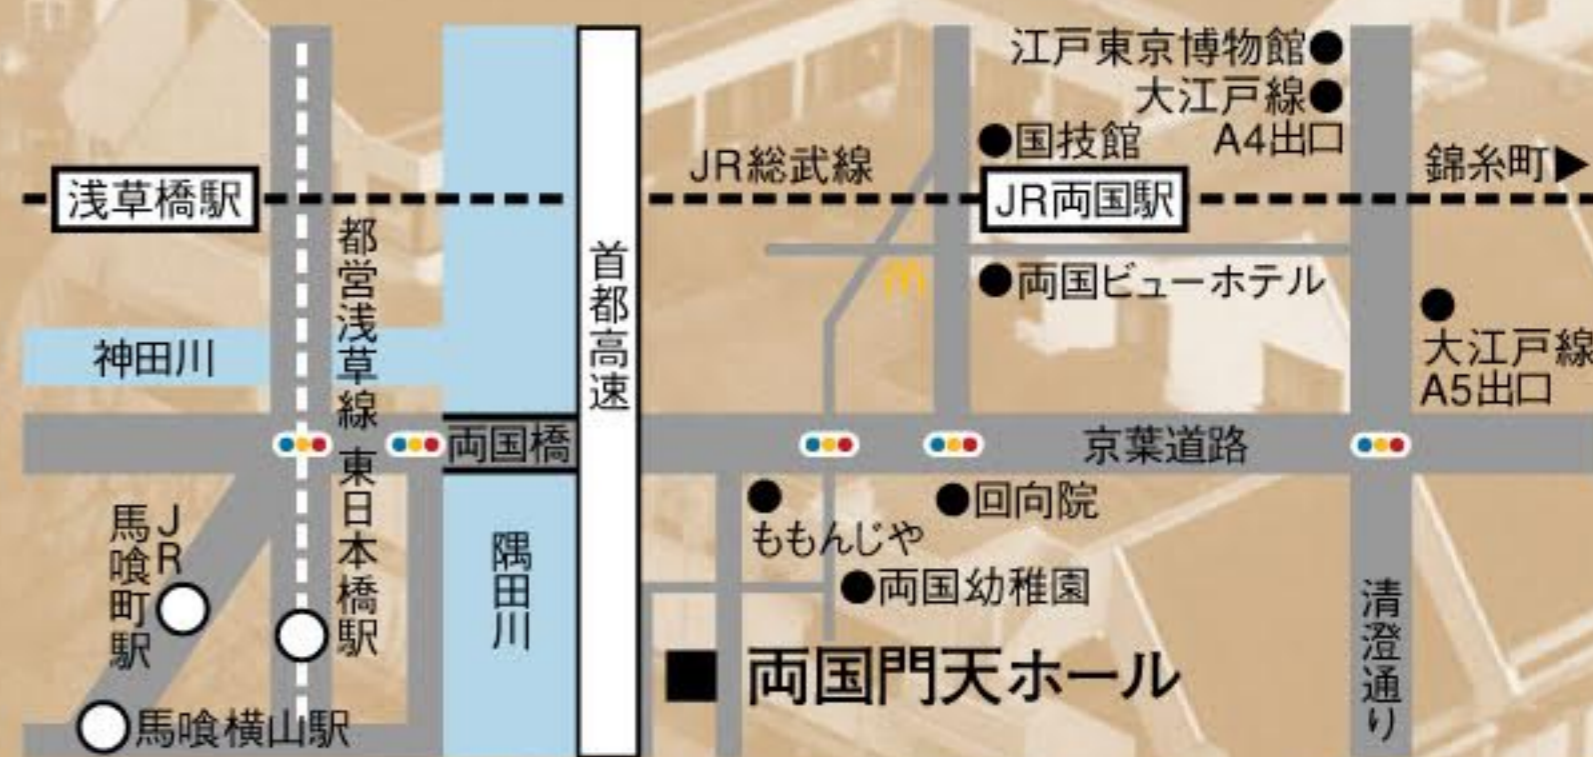 江戸東京博物館
大江戸線
A4出口
国技館
JR総武線
錦糸町▶
浅草橋駅
JR両国駅
都営浅草線
首都高速
両国ビューホテル
神田川
大江戸線
A5出口
両国橋
京葉道路
東日本橋駅
ももんじや
回向院
JR
馬喰町駅
隅田川
両国幼稚園
清澄通り
両国門天ホール
馬喰横山駅